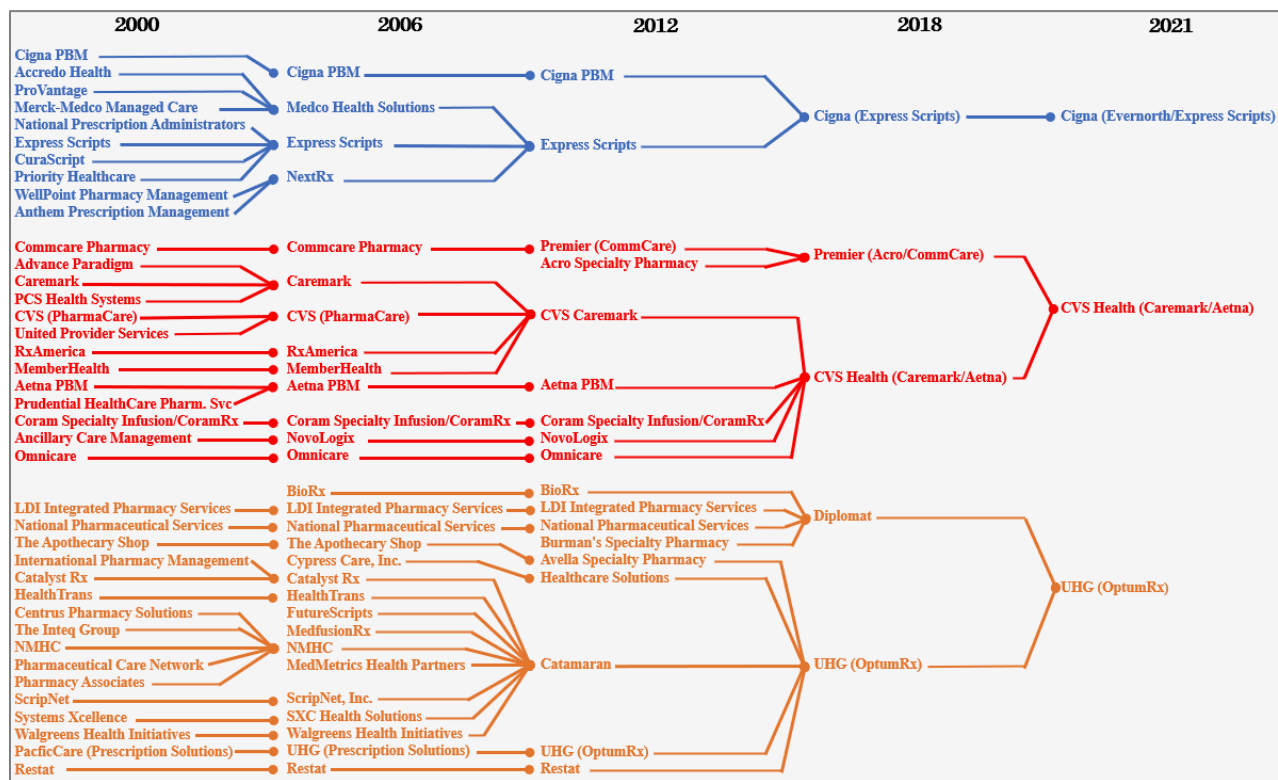 2000 2006 2012 2018 2021
Cigna PBM
Accredo Health Cigna PBM Cigna PBM
ProVantage
Merck-Medco Managed Care Medco Health Solutions Cigna (Express Scripts) Cigna (Evernorth/Express Scripts)
National Prescription Administrators
Express Scripts Express Scripts Express Scripts
CuraScript
Priority Healthcare NextRx
WellPoint Pharmacy Management
Anthem Prescription Management
Commcare Pharmacy Commcare Pharmacy Premier (CommCare) Premier (Acro/CommCare)
Advance Paradigm Acro Specialty Pharmacy
Caremark Caremark
PCS Health Systems CVS Health (Caremark/Aetna)
CVS (PharmaCare) CVS (PharmaCare) CVS Caremark
United Provider Services
RxAmerica RxAmerica
MemberHealth MemberHealth
Aetna PBM Aetna PBM Aetna PBM CVS Health (Caremark/Aetna)
Prudential HealthCare Pharm. Svc
Coram Specialty Infusion/CoramRx Coram Specialty Infusion/CoramRx Coram Specialty Infusion/CoramRx
Ancillary Care Management NovoLogix NovoLogix
Omnicare Omnicare Omnicare
BioRx BioRx
LDI Integrated Pharmacy Services LDI Integrated Pharmacy Services LDI Integrated Pharmacy Services
National Pharmaceutical Services National Pharmaceutical Services National Pharmaceutical Services Diplomat
The Apothecary Shop The Apothecary Shop Burman's Specialty Pharmacy
International Pharmacy Management Cypress Care, Inc. Avella Specialty Pharmacy
Catalyst Rx Catalyst Rx Healthcare Solutions
HealthTrans HealthTrans UHG (OptumRx)
Centrus Pharmacy Solutions FutureScripts
The Inteq Group MedfusionRx
NMHC NMHC
Pharmaceutical Care Network MedMetrics Health Partners Catamaran UHG (OptumRx)
Pharmacy Associates
ScripNet ScripNet, Inc.
Systems Xcellence SXC Health Solutions
Walgreens Health Initiatives Walgreens Health Initiatives
PacficCare (Prescription Solutions) UHG (Prescription Solutions) UHG (OptumRx)
Restat Restat Restat